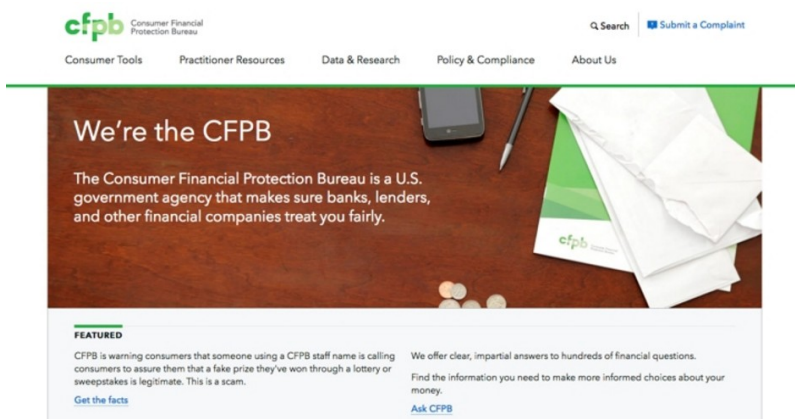 cfpb Consumer Financial
Protection Bureau
Search
Submit a Complaint
Consumer Tools Practitioner Resources Data & Research Policy & Compliance About Us
We're the CFPB
The Consumer Financial Protection Bureau is a U.S.
government agency that makes sure banks, lenders,
and other financial companies treat you fairly.
cfpb
FEATURED
CFPB is warning consumers that someone using a CFPB staff name is calling
consumers to assure them that a fake prize they've won through a lottery or
sweepstakes is legitimate. This is a scam.
Get the facts
We offer clear, impartial answers to hundreds of financial questions.
Find the information you need to make more informed choices about your
money.
Ask CFPB